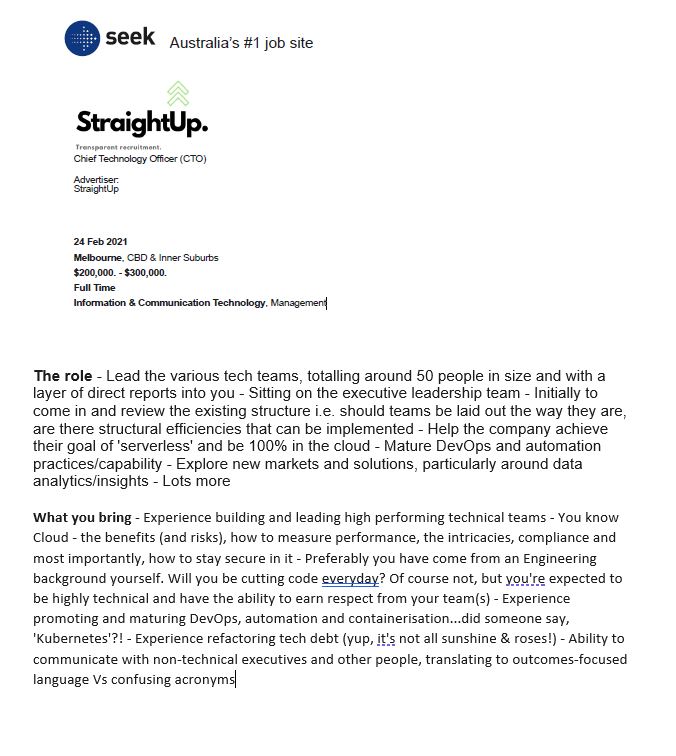 seek Australia's #1 job site
StraightUp.
Transparent recruitment.
Chief Technology Officer (CTO)
Advertiser:
StraightUp
24 Feb 2021
Melbourne, CBD & Inner Suburbs
$200,000. - $300,000.
Full Time
Information & Communication Technology, Management
The role - Lead the various tech teams, totalling around 50 people in size and with a
layer of direct reports into you - Sitting on the executive leadership team - Initially to
come in and review the existing structure i.e. should teams be laid out the way they are,
are there structural efficiencies that can be implemented - Help the company achieve
their goal of 'serverless' and be 100% in the cloud - Mature DevOps and automation
practices/capability - Explore new markets and solutions, particularly around data
analytics/insights - Lots more
What you bring - Experience building and leading high performing technical teams - You know
Cloud - the benefits (and risks), how to measure performance, the intricacies, compliance and
most importantly, how to stay secure in it - Preferably you have come from an Engineering
background yourself. Will you be cutting code everyday? Of course not, but you're expected to
be highly technical and have the ability to earn respect from your team(s) - Experience
promoting and maturing DevOps, automation and containerisation...did someone say,
'Kubernetes'?! - Experience refactoring tech debt (yup, it's not all sunshine & roses!) - Ability to
communicate with non-technical executives and other people, translating to outcomes-focused
language Vs confusing acronyms